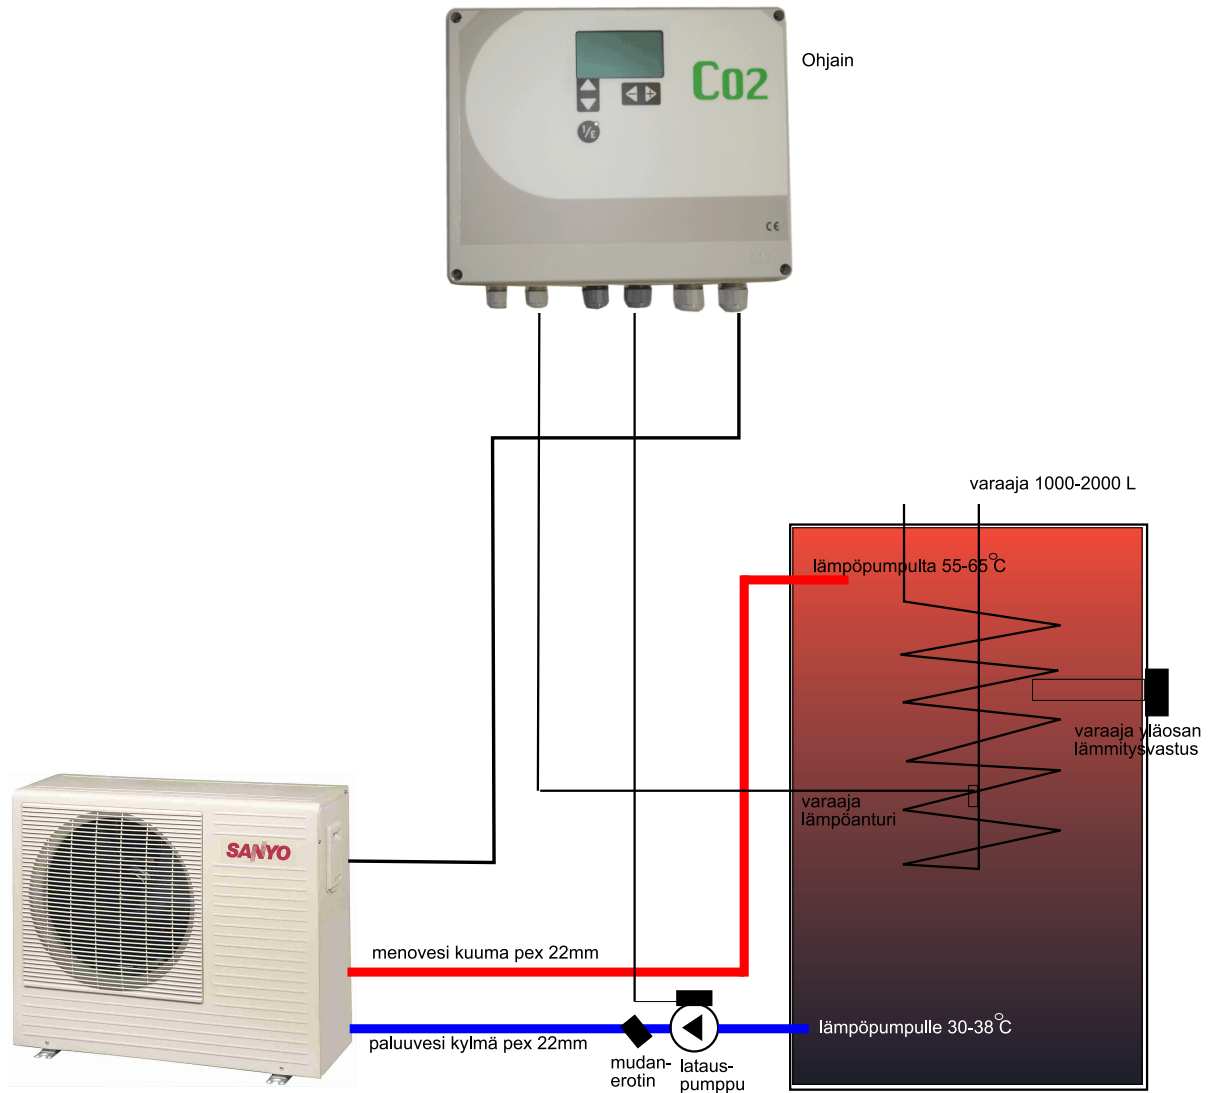 Ohjain
Co2
1/E
CE
varaaja 1000-2000 L
lämpöpumpulta 55-65°C
varaaja yläosan
lämmitysvastus
varaaja
lämpöanturi
SANYO
menovesi kuuma pex 22mm
lämpöpumpulle 30-38°C
paluuvesi kylmä pex 22mm
mudan-
erotin
lataus-
pumppu